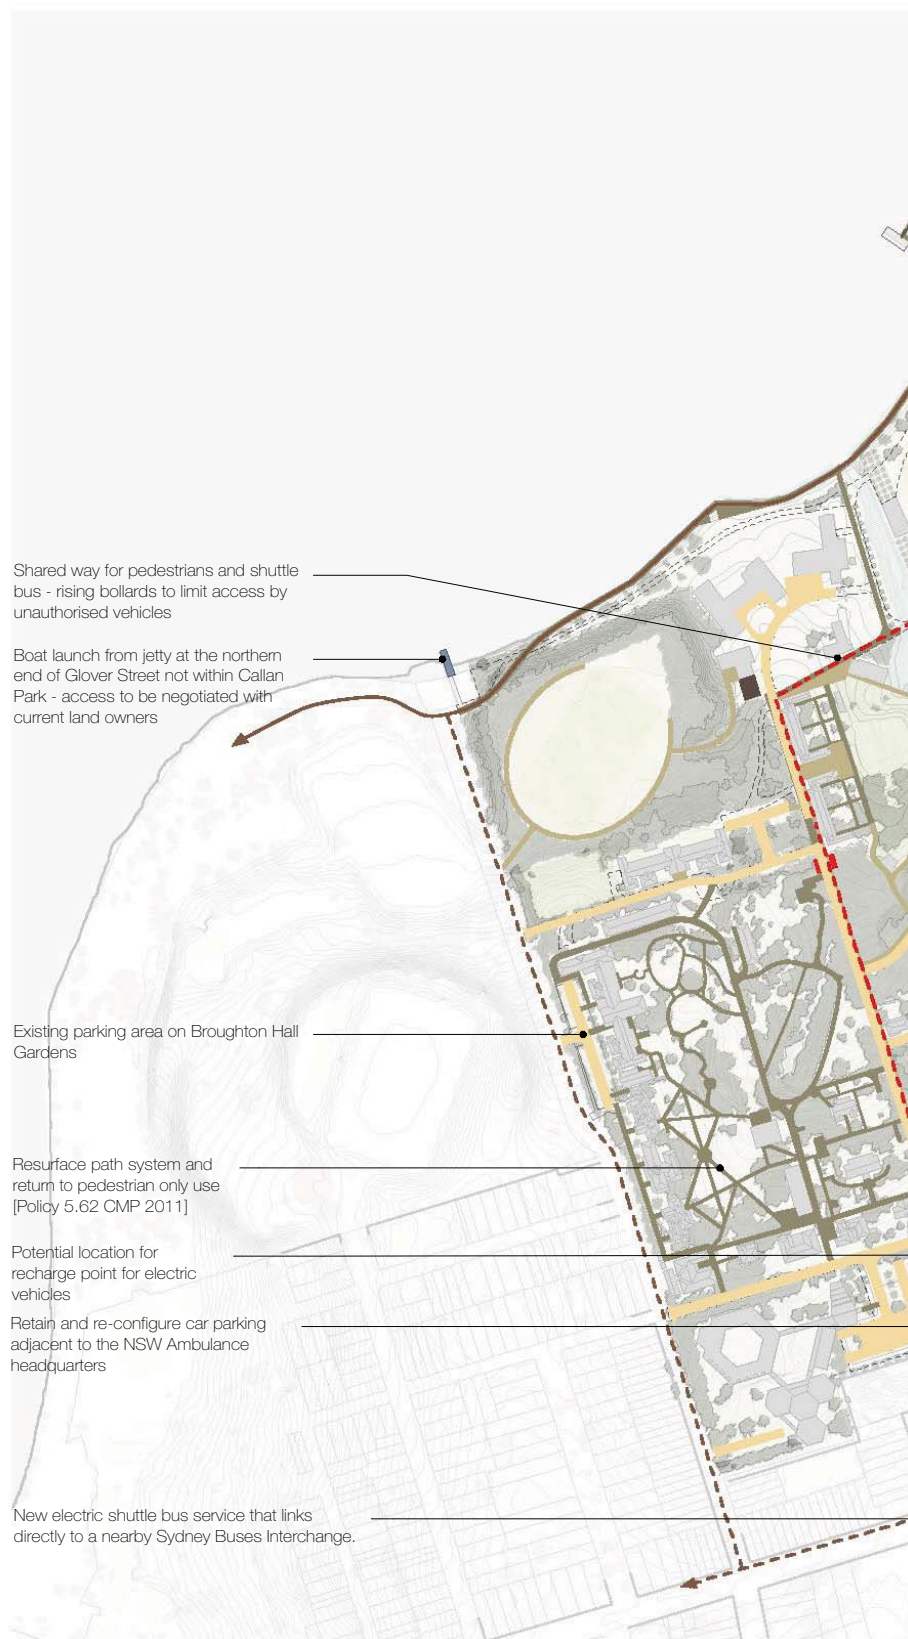 Shared way for pedestrians and shuttle
bus - rising bollards to limit access by
unauthorised vehicles
Boat launch from jetty at the northern
end of Glover Street not within Callan
Park - access to be negotiated with
current land owners
Existing parking area on Broughton Hall
Gardens
Resurface path system and
return to pedestrian only use
[Policy 5.62 CMP 2011]
Potential location for
recharge point for electric
vehicles
Retain and re-configure car parking
adjacent to the NSW Ambulance
headquarters
New electric shuttle bus service that links
directly to a nearby Sydney Buses Interchange.